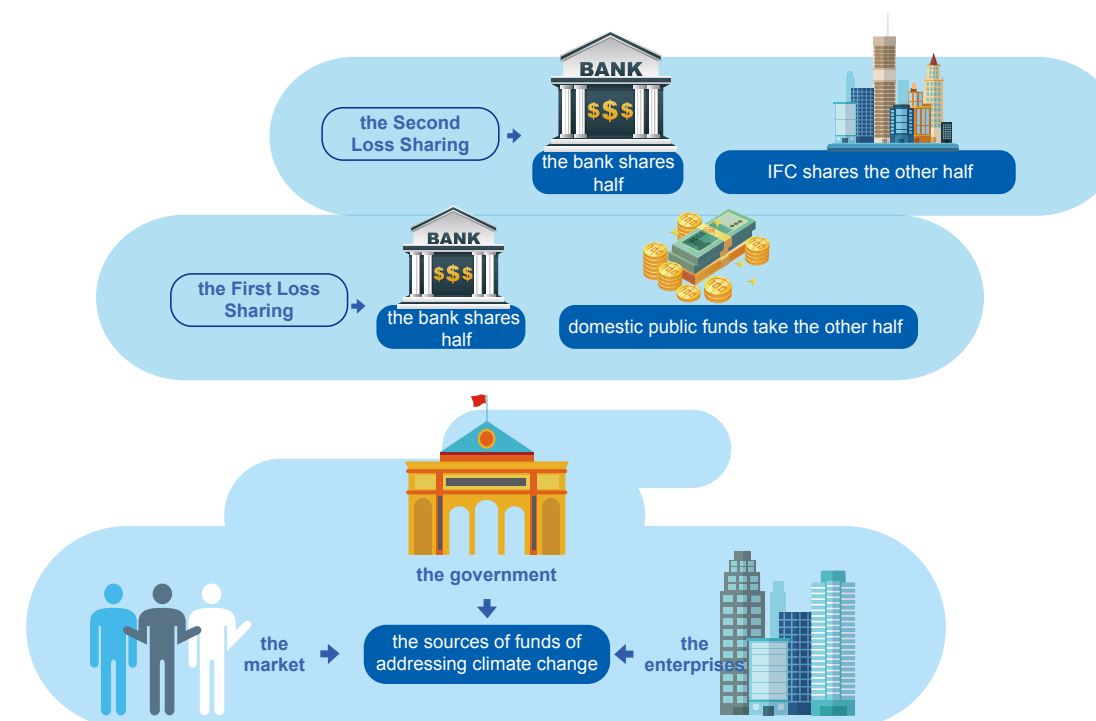 BANK
$$$
the Second
Loss Sharing
the bank shares
half
IFC shares the other half
BANK
$$$
the First Loss
Sharing
the bank shares
half
domestic public funds take the other half
the government
the
market
the sources of funds of
addressing climate change
the
enterprises